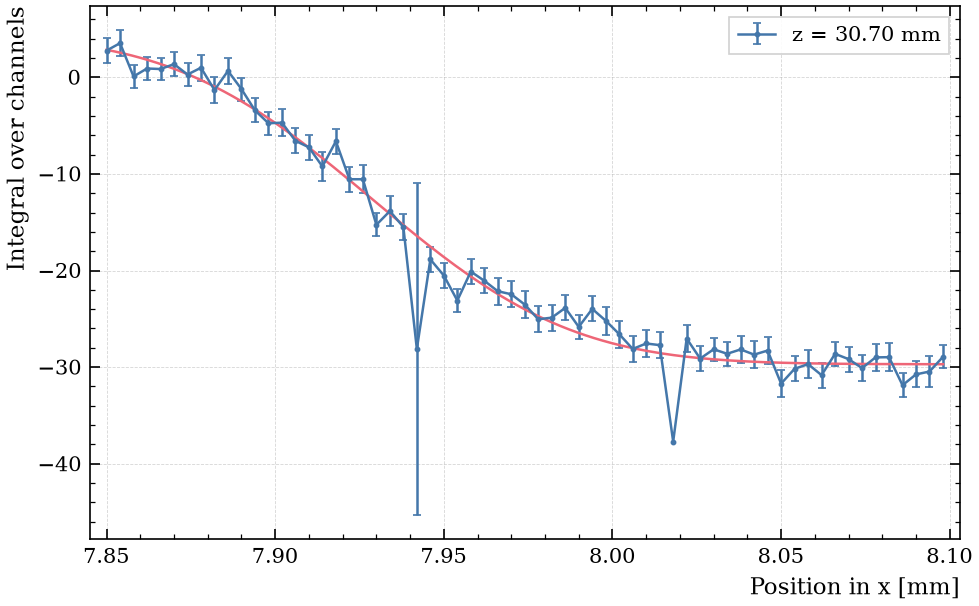 Integral over channels
z = 30.70 mm
0
−10
−20
−30
−40
7.85 7.90 7.95 8.00 8.05 8.10
Position in x [mm]